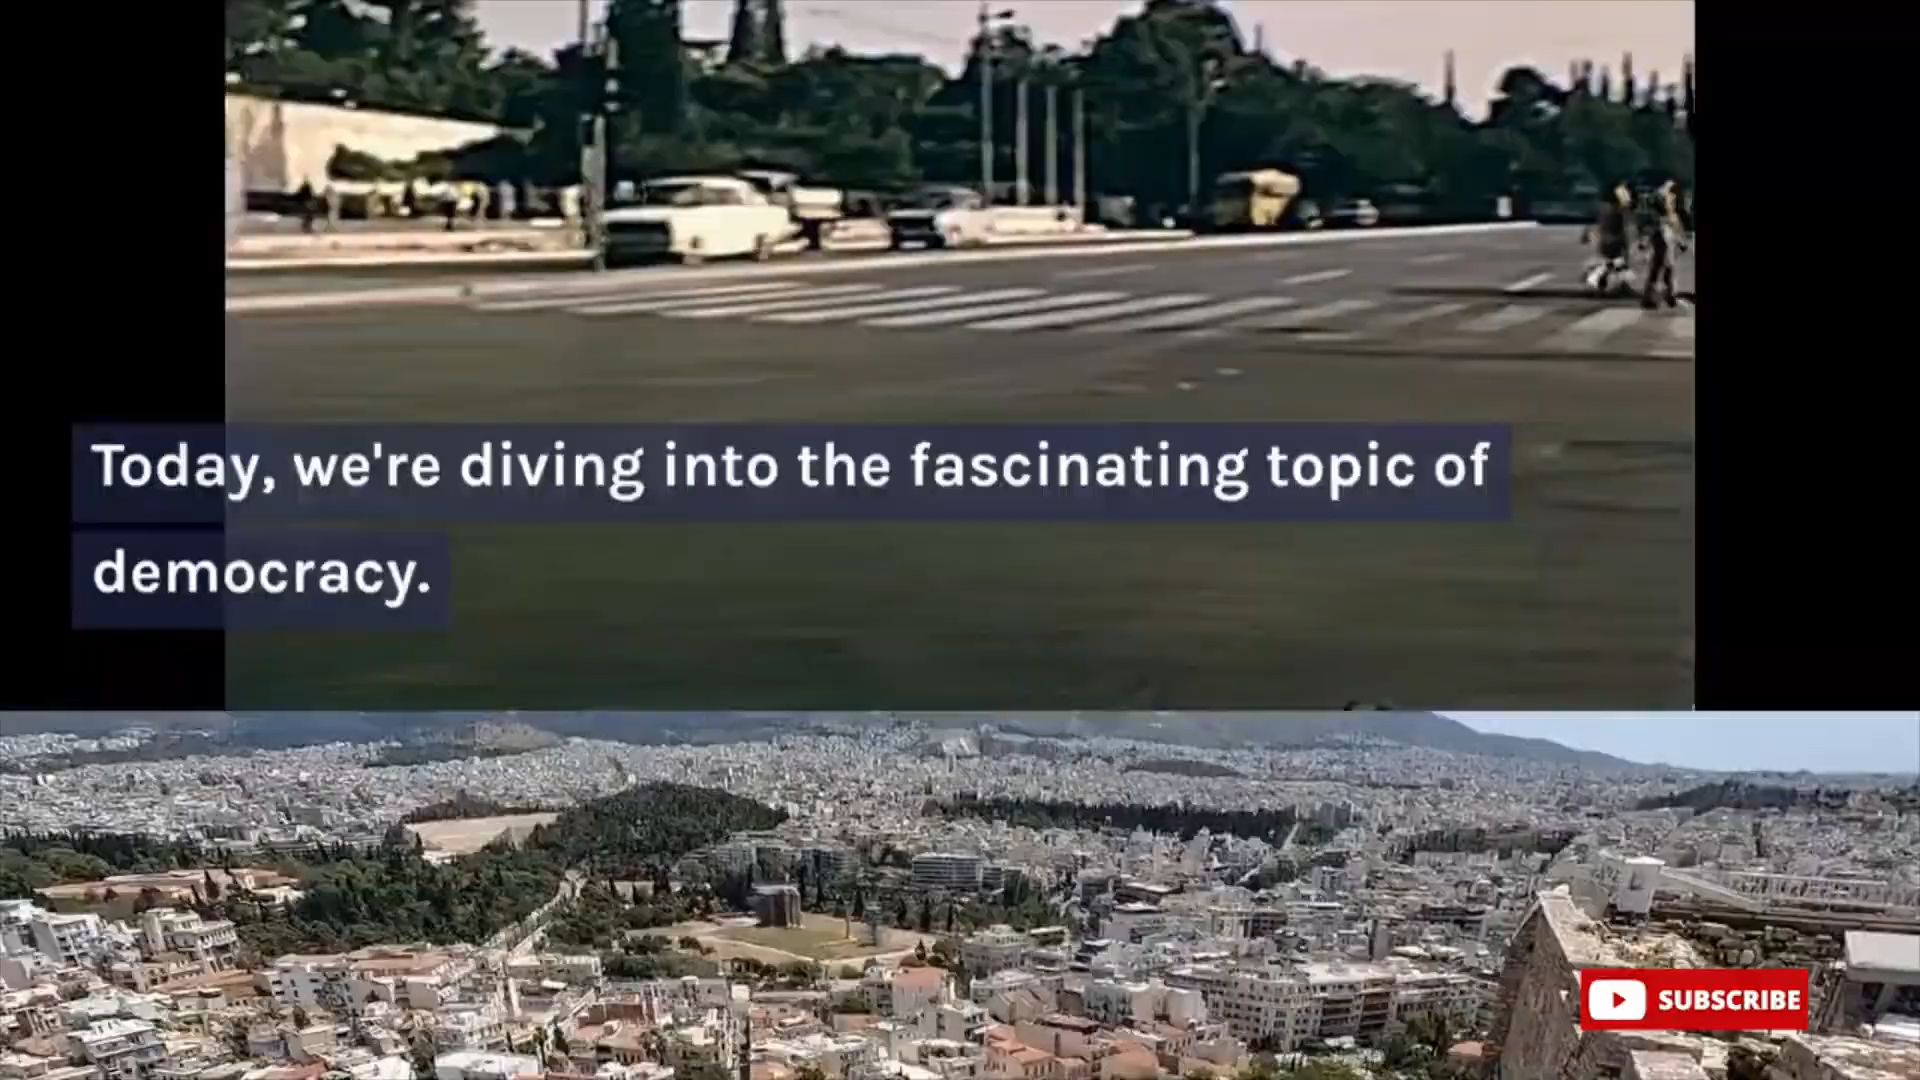 Today, we're diving into the fascinating topic of
democracy.
SUBSCRIBE